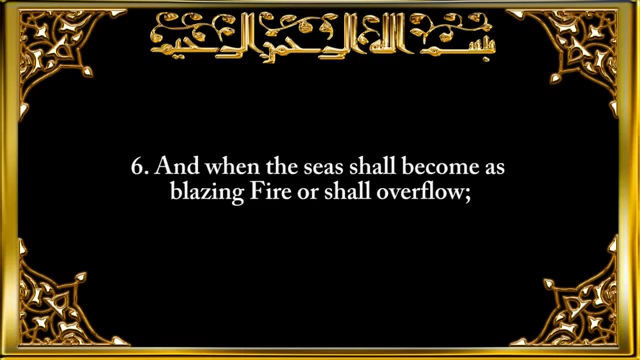 بسم الله الرحمن الرحيم
6. And when the seas shall become as
blazing Fire or shall overflow;